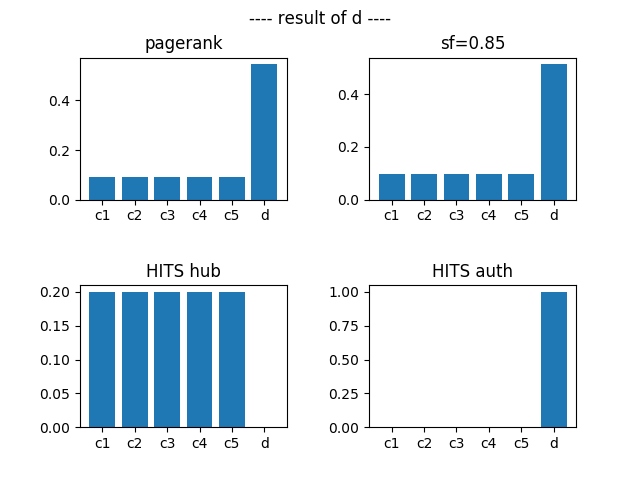 ---- result of d ----
pagerank
0.4
0.2
0.0
c1 c2 c3 c4 c5 d
sf=0.85
0.4
0.2
0.0
c1 c2 c3 c4 c5 d
HITS hub
0.20
0.15
0.10
0.05
0.00
c1 c2 c3 c4 c5 d
HITS auth
1.00
0.75
0.50
0.25
0.00
c1 c2 c3 c4 c5 d